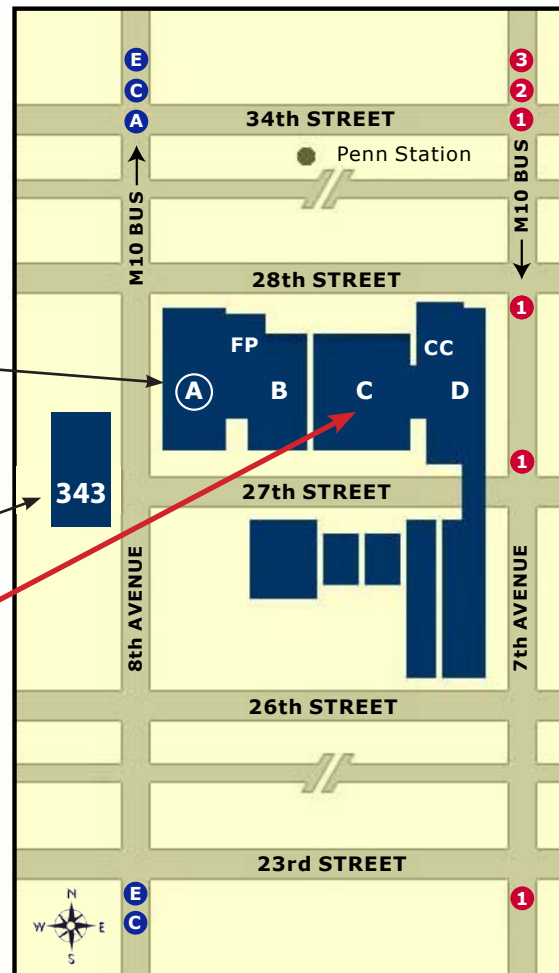 E
3
C
2
A
34th STREET
1
Penn Station
M10 BUS
M10 BUS
28th STREET
1
FP
CC
A
B
C
D
1
343
27th STREET
8th AVENUE
7th AVENUE
26th STREET
23rd STREET
E
C
1
N
W
E
S